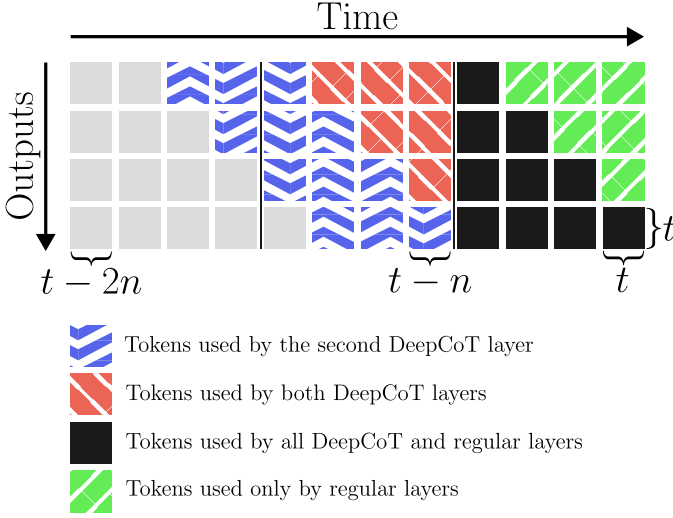 Time
Outputs
t
t − 2n
t − n
t
Tokens used by the second DeepCoT layer
Tokens used by both DeepCoT layers
Tokens used by all DeepCoT and regular layers
Tokens used only by regular layers